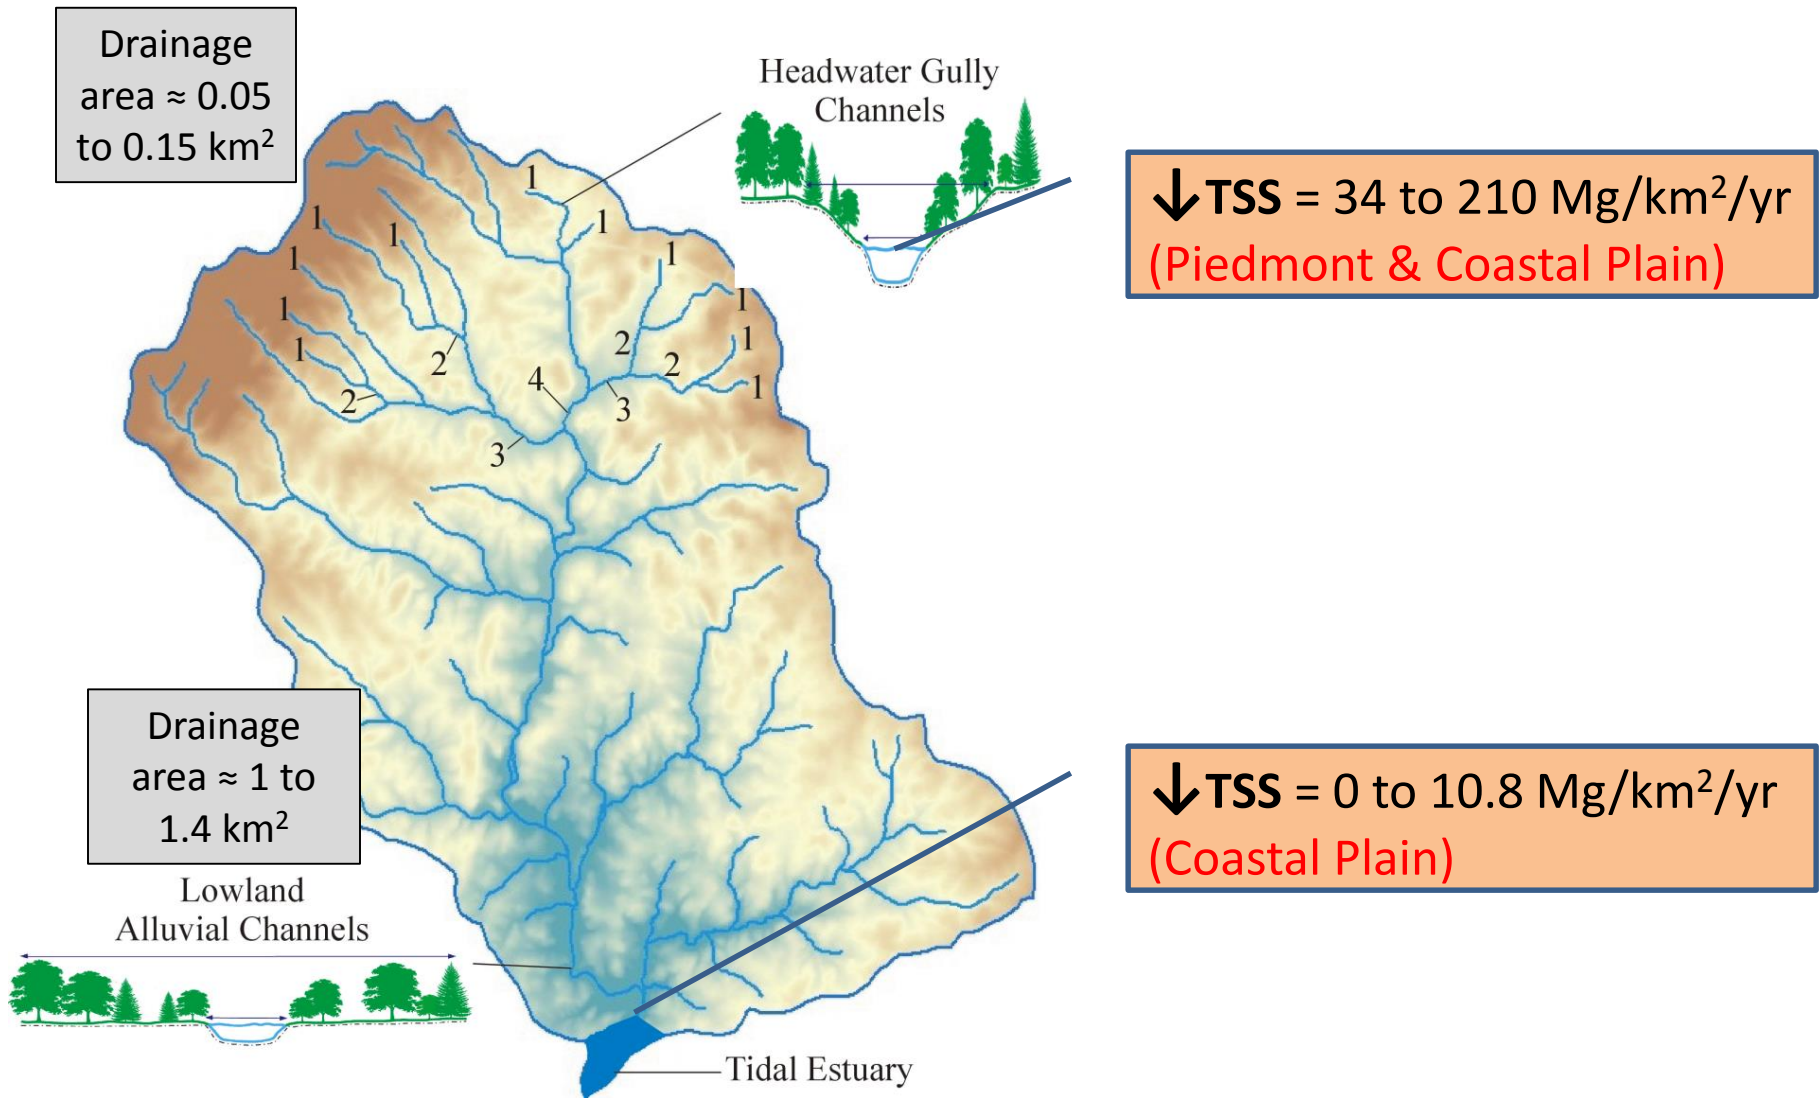 Drainage
area ≈ 0.05
to 0.15 km²
Headwater Gully
Channels
↓TSS = 34 to 210 Mg/km²/yr
(Piedmont & Coastal Plain)
1
1
1
1
1
1
1
1
1
1
1
2
2
2
2
3
3
4
Drainage
area ≈ 1 to
1.4 km²
↓TSS = 0 to 10.8 Mg/km²/yr
(Coastal Plain)
Lowland
Alluvial Channels
Tidal Estuary